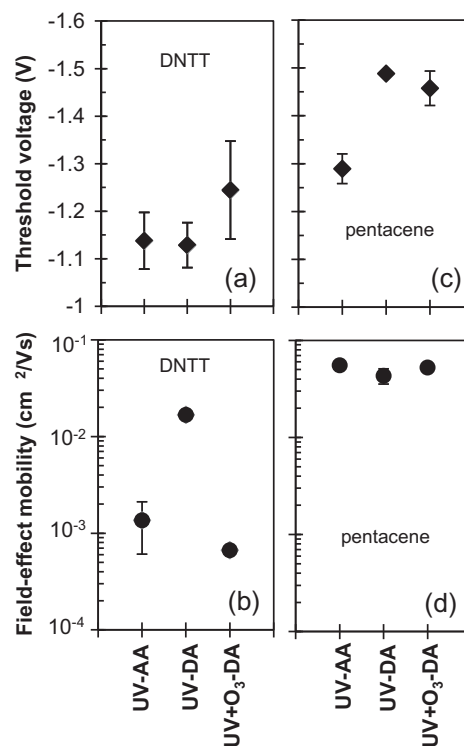 Threshold voltage (V)
-1.6
-1.5
-1.4
-1.3
-1.2
-1.1
-1
DNTT
(a)
pentacene
(c)
Field-effect mobility (cm ²/Vs)
10⁻¹
10⁻²
10⁻³
10⁻⁴
DNTT
(b)
pentacene
(d)
UV-AA
UV-DA
UV+O₃-DA
UV-AA
UV-DA
UV+O₃-DA